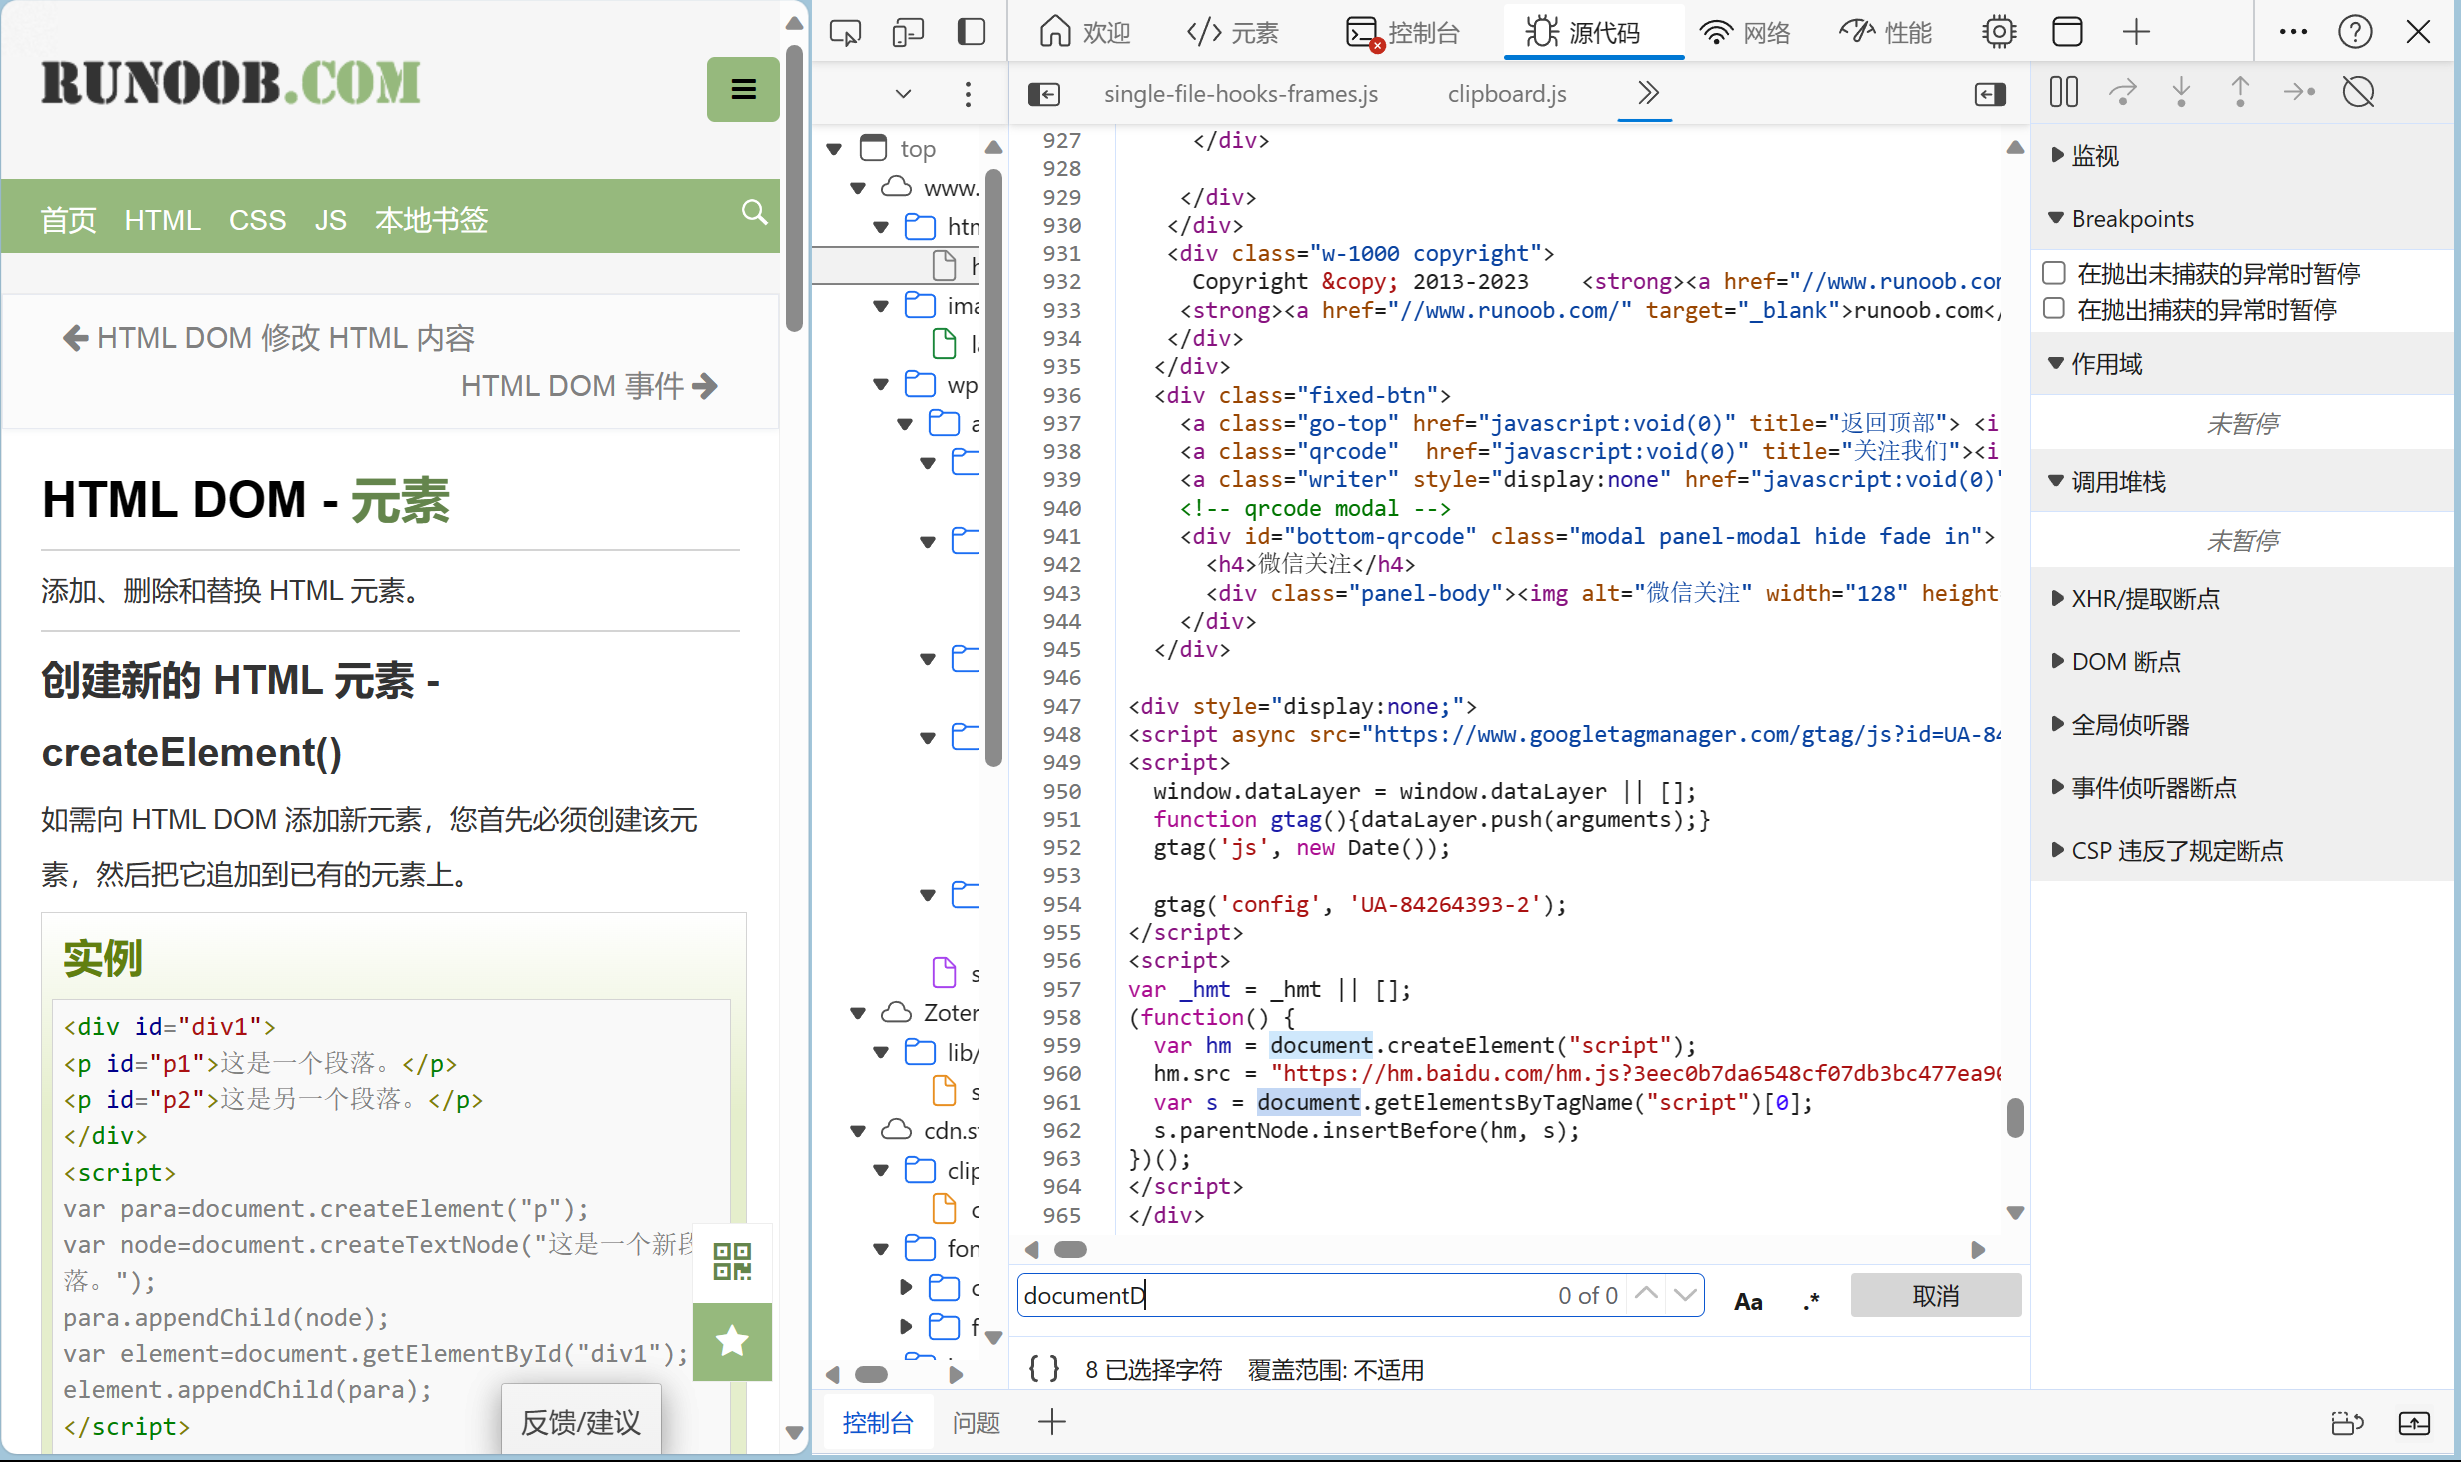 RUNOOB.COM
首页 HTML CSS JS 本地书签
HTML DOM 修改 HTML 内容
HTML DOM 事件
HTML DOM - 元素
添加、删除和替换 HTML 元素。
创建新的 HTML 元素 -
createElement()
如需向 HTML DOM 添加新元素，您首先必须创建该元
素，然后把它追加到已有的元素上。
实例
<div id="div1">
<p id="p1">这是一个段落。</p>
<p id="p2">这是另一个段落。</p>
</div>
<script>
var para=document.createElement("p");
var node=document.createTextNode("这是一个新段
落。");
para.appendChild(node);
var element=document.getElementById("div1");
element.appendChild(para);
</script>
反馈/建议
欢迎 元素 控制台 源代码 网络 性能
single-file-hooks-frames.js clipboard.js
top
www.
htm
ima
wp
Zoter
lib/
cdn.s
clip
fon
927 </div>
928
929 </div>
930 </div>
931 <div class="w-1000 copyright">
932 Copyright &copy; 2013-2023 <strong><a href="//www.runoob.com
933 <strong><a href="//www.runoob.com/" target="_blank">runoob.com</
934 </div>
935 </div>
936 <div class="fixed-btn">
937 <a class="go-top" href="javascript:void(0)" title="返回顶部"> <i
938 <a class="qrcode" href="javascript:void(0)" title="关注我们"><i
939 <a class="writer" style="display:none" href="javascript:void(0)"
940 <!-- qrcode modal -->
941 <div id="bottom-qrcode" class="modal panel-modal hide fade in">
942 <h4>微信关注</h4>
943 <div class="panel-body"><img alt="微信关注" width="128" height
944 </div>
945 </div>
946
947 <div style="display:none;">
948 <script async src="https://www.googletagmanager.com/gtag/js?id=UA-84
949 <script>
950 window.dataLayer = window.dataLayer || [];
951 function gtag(){dataLayer.push(arguments);}
952 gtag('js', new Date());
953
954 gtag('config', 'UA-84264393-2');
955 </script>
956 <script>
957 var _hmt = _hmt || [];
958 (function() {
959 var hm = document.createElement("script");
960 hm.src = "https://hm.baidu.com/hm.js?3eec0b7da6548cf07db3bc477ea9
961 var s = document.getElementsByTagName("script")[0];
962 s.parentNode.insertBefore(hm, s);
963 })();
964 </script>
965 </div>
documentD 0 of 0 Aa .* 取消
{ } 8 已选择字符 覆盖范围: 不适用
控制台 问题
监视
Breakpoints
在抛出未捕获的异常时暂停
在抛出捕获的异常时暂停
作用域
未暂停
调用堆栈
未暂停
XHR/提取断点
DOM 断点
全局侦听器
事件侦听器断点
CSP 违反了规定断点